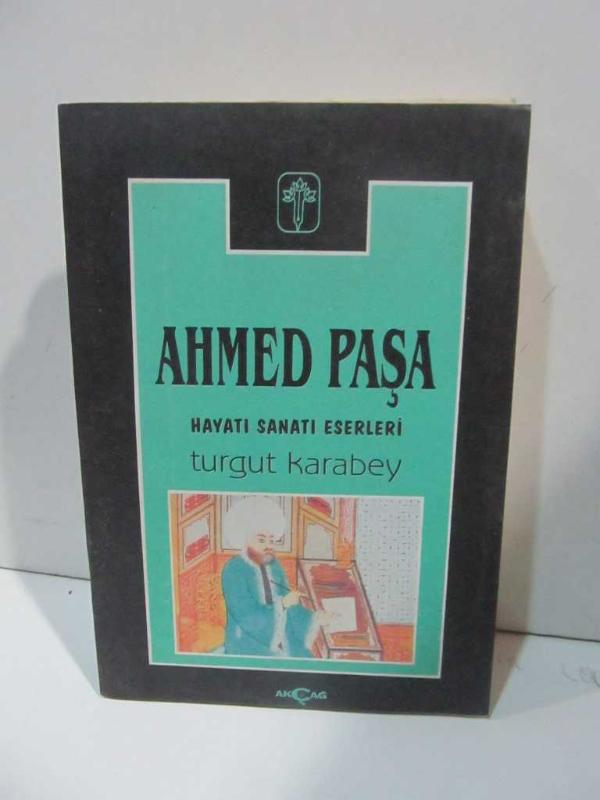 AHMED PAŞA
HAYATI SANATI ESERLERİ
turgut karabey
AKÇAĞ